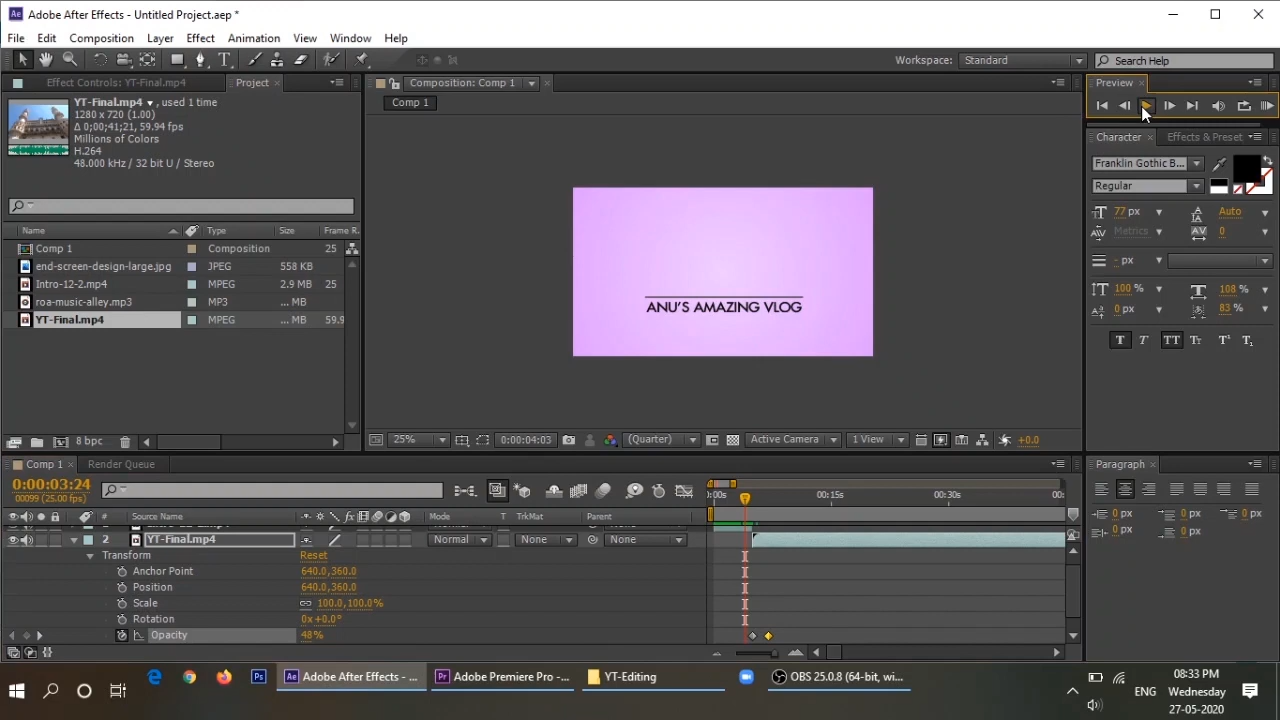 Adobe After Effects - Untitled Project.aep *
File Edit Composition Layer Effect Animation View Window Help
Workspace: Standard
Search Help
Effect Controls: YT-Final.mp4
Project
Composition: Comp 1
Preview
Comp 1
YT-Final.mp4 , used 1 time
1280 x 720 (1.00)
Δ 0;00;41;21, 59.94 fps
Millions of Colors
H.264
48.000 kHz / 32 bit U / Stereo
Character
Effects & Preset
Franklin Gothic B...
Regular
77 px
Auto
Metrics
0
- px
100 %
108 %
0 px
83 %
Name Type Size Frame R.
Comp 1 Composition 25
end-screen-design-large.jpg JPEG 558 KB
Intro-12-2.mp4 MPEG 2.9 MB 25
roa-music-alley.mp3 MP3 ... MB
YT-Final.mp4 MPEG ... MB 59.9
ANU'S AMAZING VLOG
8 bpc
25%
0:00:04:03
(Quarter)
Active Camera
1 View
+0.0
Comp 1
Render Queue
Paragraph
0:00:03:24
00099 (25.00 fps)
:00s 00:15s 00:30s 00:
# Source Name Mode T TrkMat Parent
2 YT-Final.mp4 Normal None None
Transform Reset
Anchor Point 640.0,360.0
Position 640.0,360.0
Scale 100.0,100.0%
Rotation 0x+0.0°
Opacity 48%
0 px 0 px 0 px
0 px 0 px
Adobe After Effects - ...
Adobe Premiere Pro -...
YT-Editing
OBS 25.0.8 (64-bit, wi...
ENG
08:33 PM
Wednesday
27-05-2020